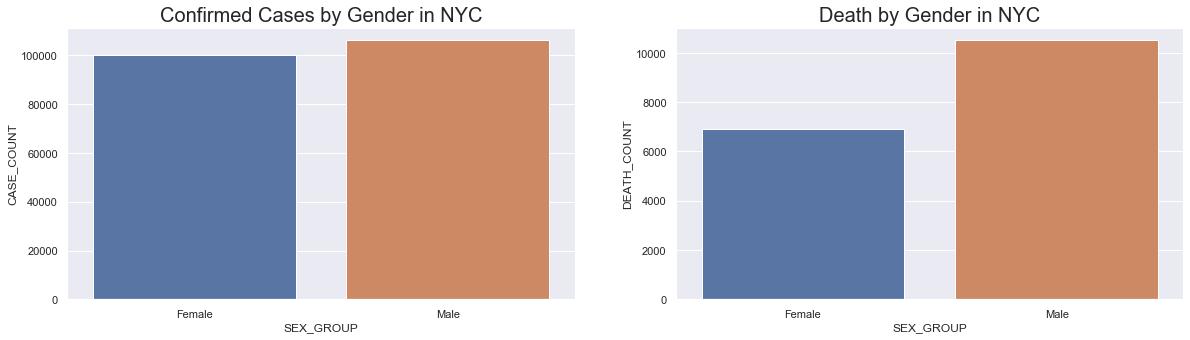 Confirmed Cases by Gender in NYC
CASE_COUNT
100000
80000
60000
40000
20000
0
Female Male
SEX_GROUP
Death by Gender in NYC
DEATH_COUNT
10000
8000
6000
4000
2000
0
Female Male
SEX_GROUP